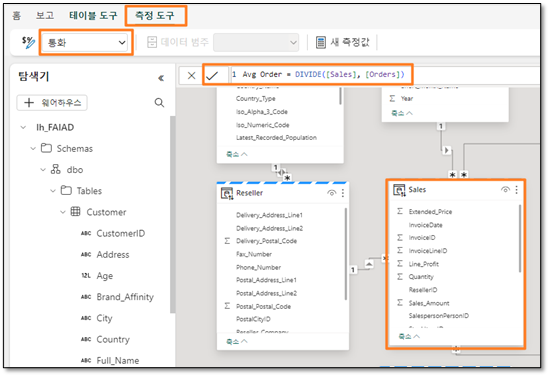 홈 보고 테이블 도구 측정 도구
통화 데이터 범주 새 측정값
탐색기
1 Avg Order = DIVIDE([Sales], [Orders])
+ 웨어하우스
lh_FAIAD
Schemas
dbo
Tables
Customer
ABC CustomerID
ABC Address
12L Age
ABC Brand_Affinity
ABC City
ABC Country
ABC Full_Name
Country_Type
Iso_Alpha_3_Code
Iso_Numeric_Code
Latest_Recorded_Population
축소
Σ Year
축소
1
1
*
* *
Reseller
Delivery_Address_Line1
Delivery_Address_Line2
Σ Delivery_Postal_Code
Fax_Number
Phone_Number
Postal_Address_Line1
Postal_Address_Line2
Σ Postal_Postal_Code
PostalCityID
Reseller_Company
축소
1
Sales
Σ Extended_Price
InvoiceDate
Σ InvoiceID
Σ InvoiceLineID
Σ Line_Profit
Σ Quantity
ResellerID
Σ Sales_Amount
SalespersonPersonID
축소